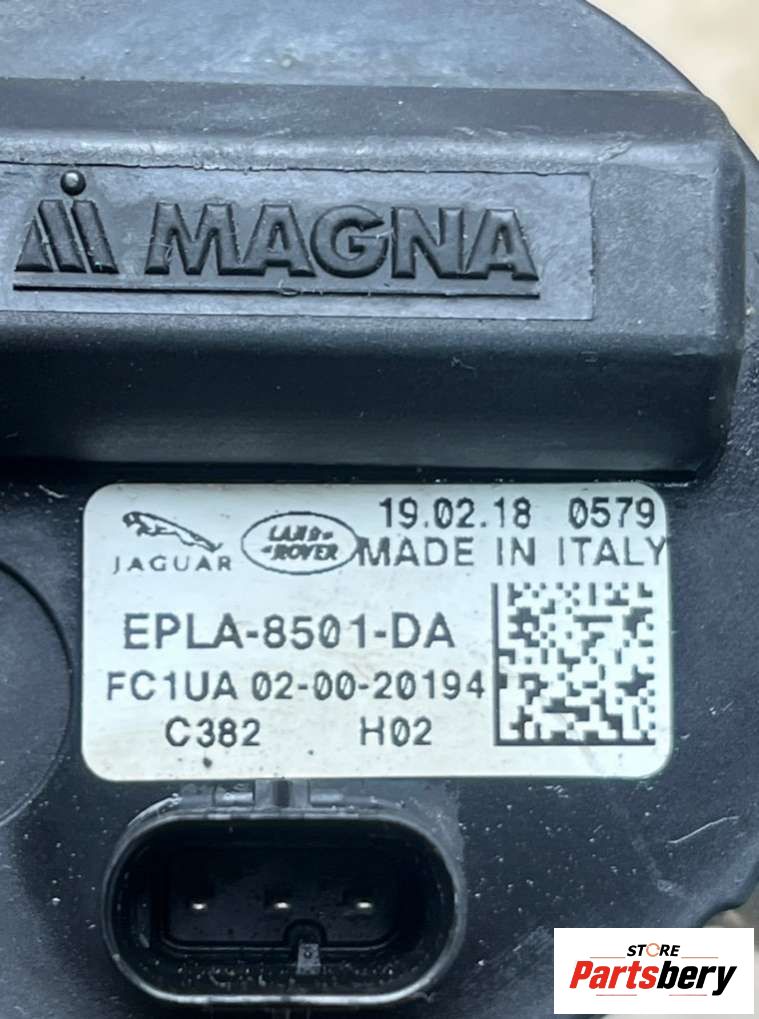 MAGNA
JAGUAR
LAND-
-ROVER
19.02.18 0579
MADE IN ITALY
EPLA-8501-DA
FC1UA 02-00-20194
C382 H02
STORE
Partsbery